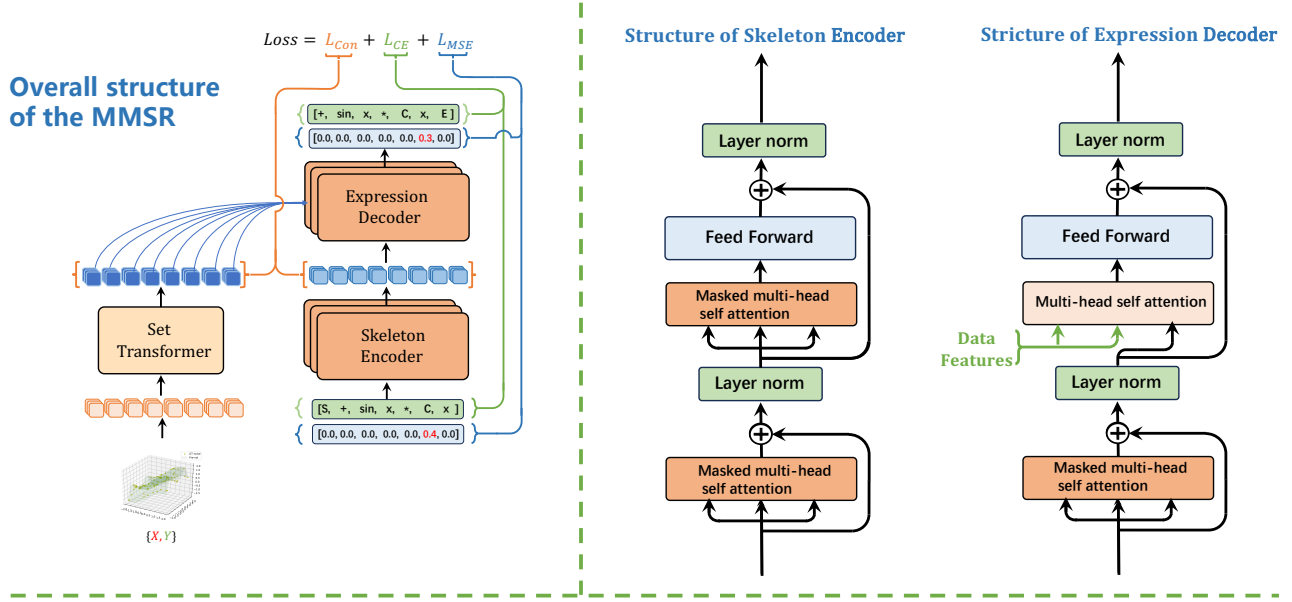 Loss = L_Con + L_CE + L_MSE
Overall structure
of the MMSR
[+, sin, x, *, C, x, E ]
[0.0, 0.0, 0.0, 0.0, 0.0, 0.3, 0.0]
Expression
Decoder
Set
Transformer
Skeleton
Encoder
[S, +, sin, x, *, C, x ]
[0.0, 0.0, 0.0, 0.0, 0.0, 0.4, 0.0]
{X, Y}
Structure of Skeleton Encoder
Layer norm
Feed Forward
Masked multi-head
self attention
Layer norm
Masked multi-head
self attention
Stricture of Expression Decoder
Layer norm
Feed Forward
Multi-head self attention
Data
Features
Layer norm
Masked multi-head
self attention